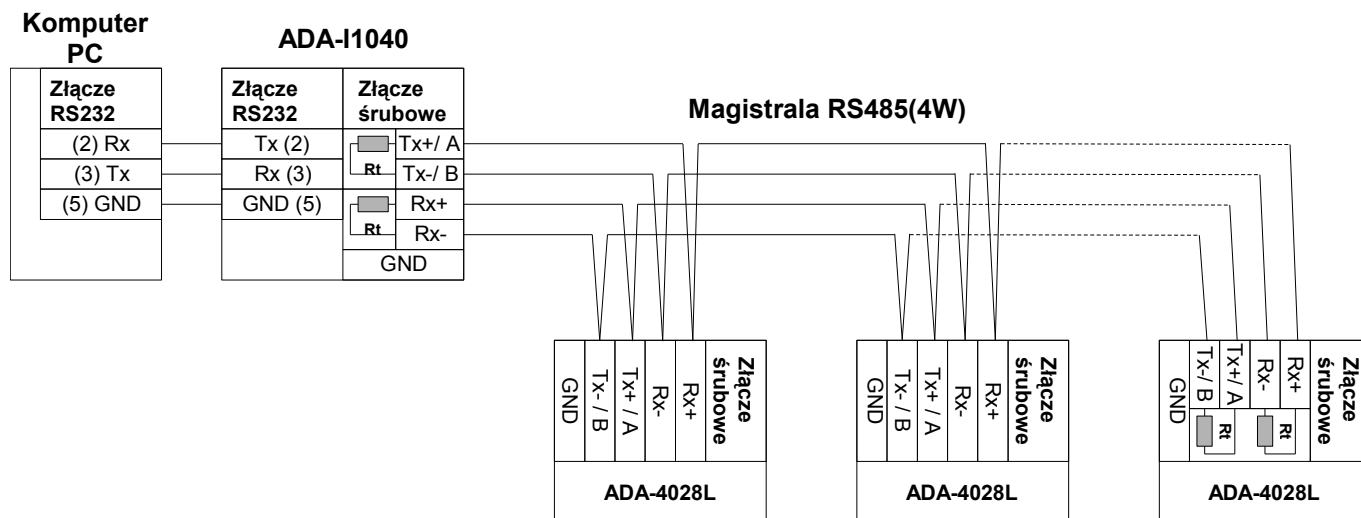 Komputer
PC
ADA-I1040
Złącze
RS232
Złącze
RS232
Złącze
śrubowe
Magistrala RS485(4W)
(2) Rx
Tx (2)
Tx+/ A
(3) Tx
Rx (3)
Rt
Tx-/ B
(5) GND
GND (5)
Rx+
Rt
Rx-
GND
GND
Tx- / B
Tx+ / A
Rx-
Rx+
Złącze
śrubowe
ADA-4028L
GND
Tx- / B
Tx+ / A
Rx-
Rx+
Złącze
śrubowe
ADA-4028L
GND
Tx-/ B
Tx+/ A
Rx-
Rx+
Rt
Rt
Złącze
śrubowe
ADA-4028L